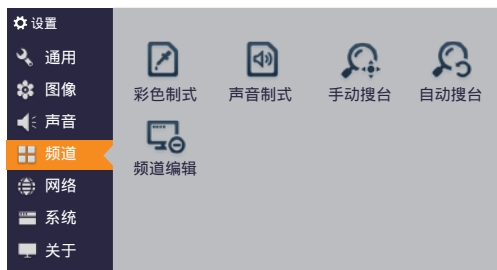 设置
通用
图像
声音
频道
网络
系统
关于
彩色制式 声音制式 手动搜台 自动搜台
频道编辑